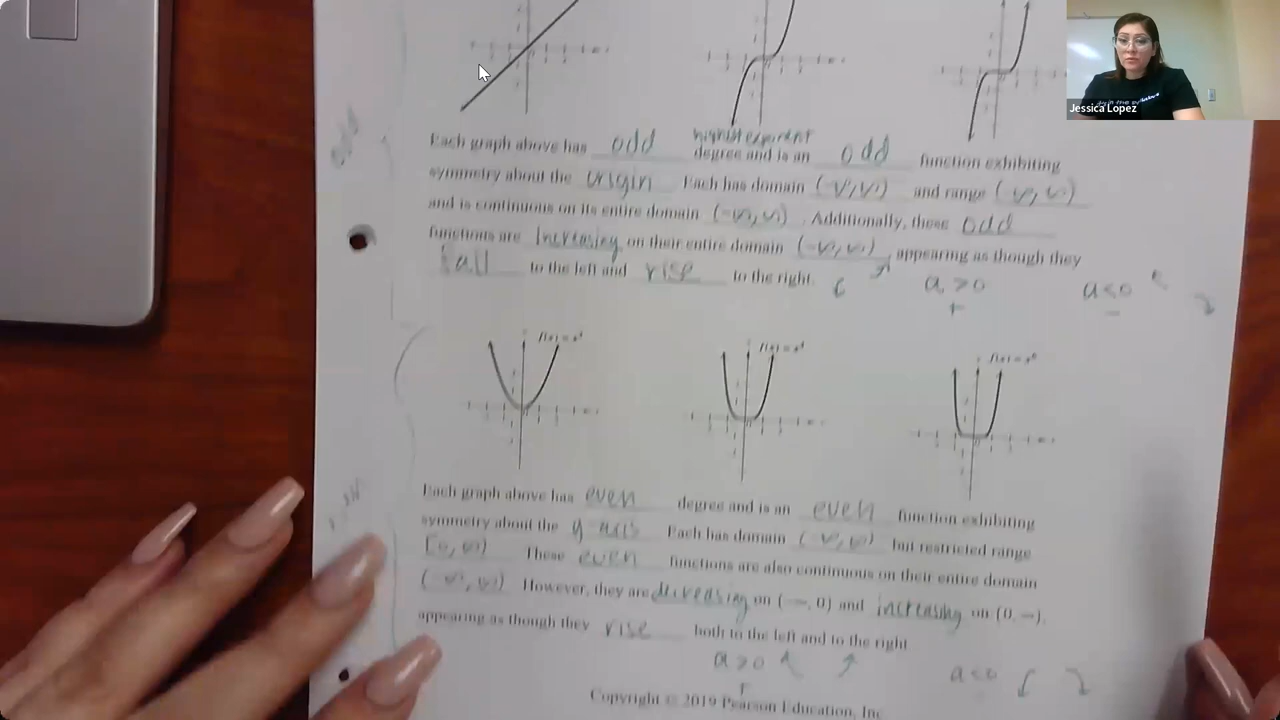 Jessica Lopez
highest exponent
Each graph above has odd degree and is an odd function exhibiting
symmetry about the origin Each has domain (-∞,∞) and range (-∞,∞)
and is continuous on its entire domain (-∞,∞). Additionally, these odd
functions are increasing on their entire domain (-∞,∞), appearing as though they
fall to the left and rise to the right.
a > 0 a < 0
+ −
f(x) = x² f(x) = x⁴ f(x) = x⁶
Each graph above has even degree and is an even function exhibiting
symmetry about the y axis Each has domain (-∞,∞) but restricted range
[0,∞) These even functions are also continuous on their entire domain
(-∞,∞) However, they are decreasing on (−∞, 0) and increasing on (0, ∞),
appearing as though they rise both to the left and to the right
a > 0 a < 0
Copyright © 2019 Pearson Education, Inc